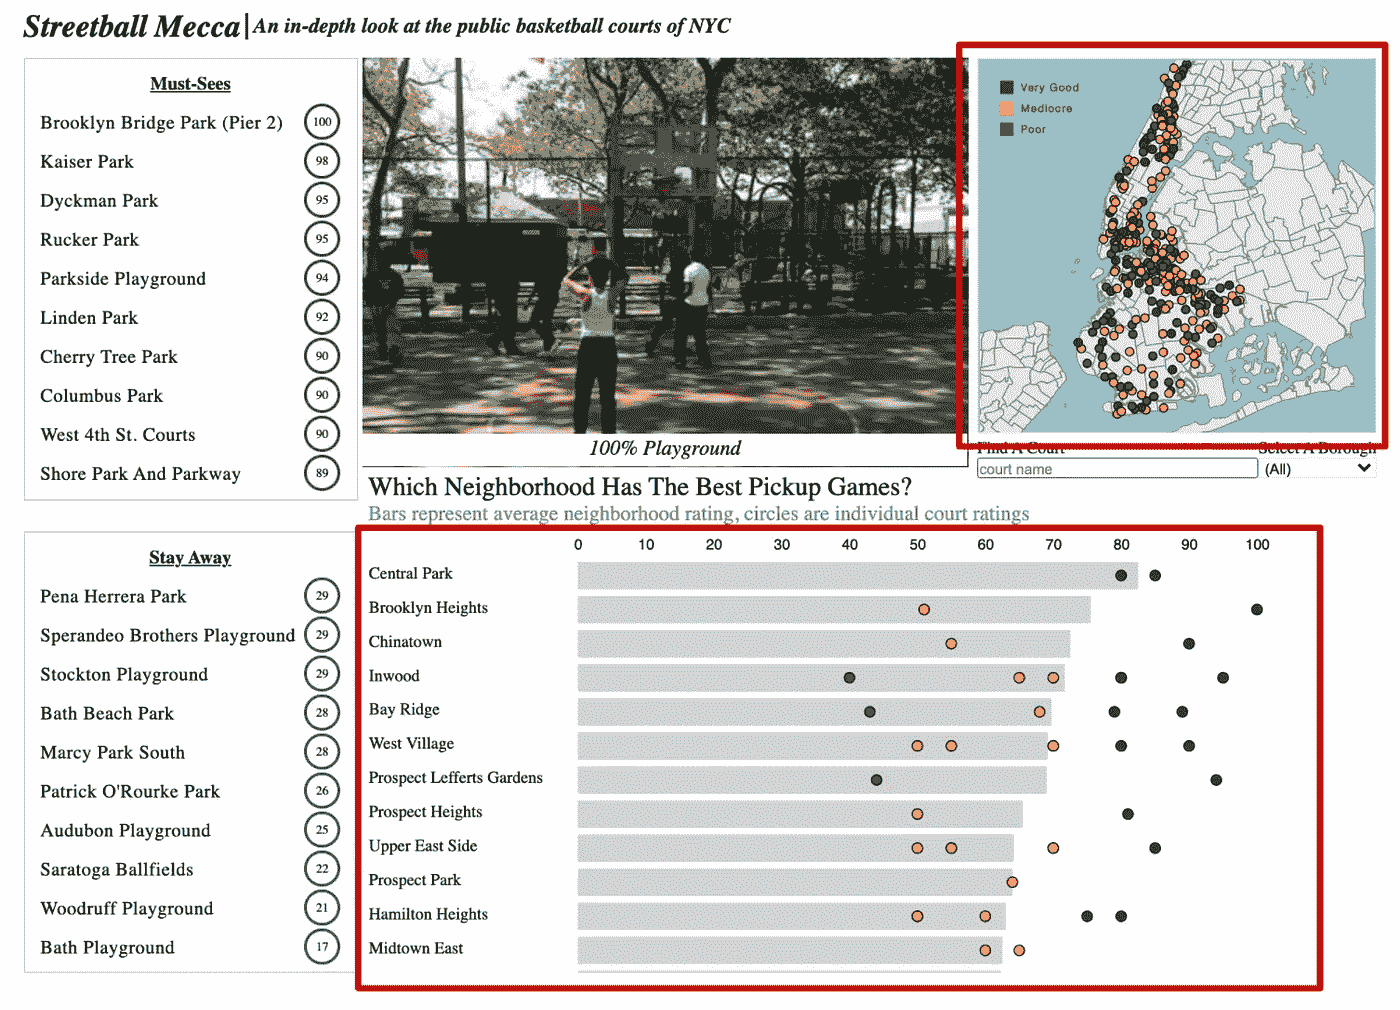 Streetball Mecca | An in-depth look at the public basketball courts of NYC
Must-Sees
Brooklyn Bridge Park (Pier 2) 100
Kaiser Park 98
Dyckman Park 95
Rucker Park 95
Parkside Playground 94
Linden Park 92
Cherry Tree Park 90
Columbus Park 90
West 4th St. Courts 90
Shore Park And Parkway 89
100% Playground
Very Good
Mediocre
Poor
Find A Court
court name
Select A Borough
(All)
Stay Away
Pena Herrera Park 29
Sperandeo Brothers Playground 29
Stockton Playground 29
Bath Beach Park 28
Marcy Park South 28
Patrick O'Rourke Park 26
Audubon Playground 25
Saratoga Ballfields 22
Woodruff Playground 21
Bath Playground 17
Which Neighborhood Has The Best Pickup Games?
Bars represent average neighborhood rating, circles are individual court ratings
0 10 20 30 40 50 60 70 80 90 100
Central Park
Brooklyn Heights
Chinatown
Inwood
Bay Ridge
West Village
Prospect Lefferts Gardens
Prospect Heights
Upper East Side
Prospect Park
Hamilton Heights
Midtown East